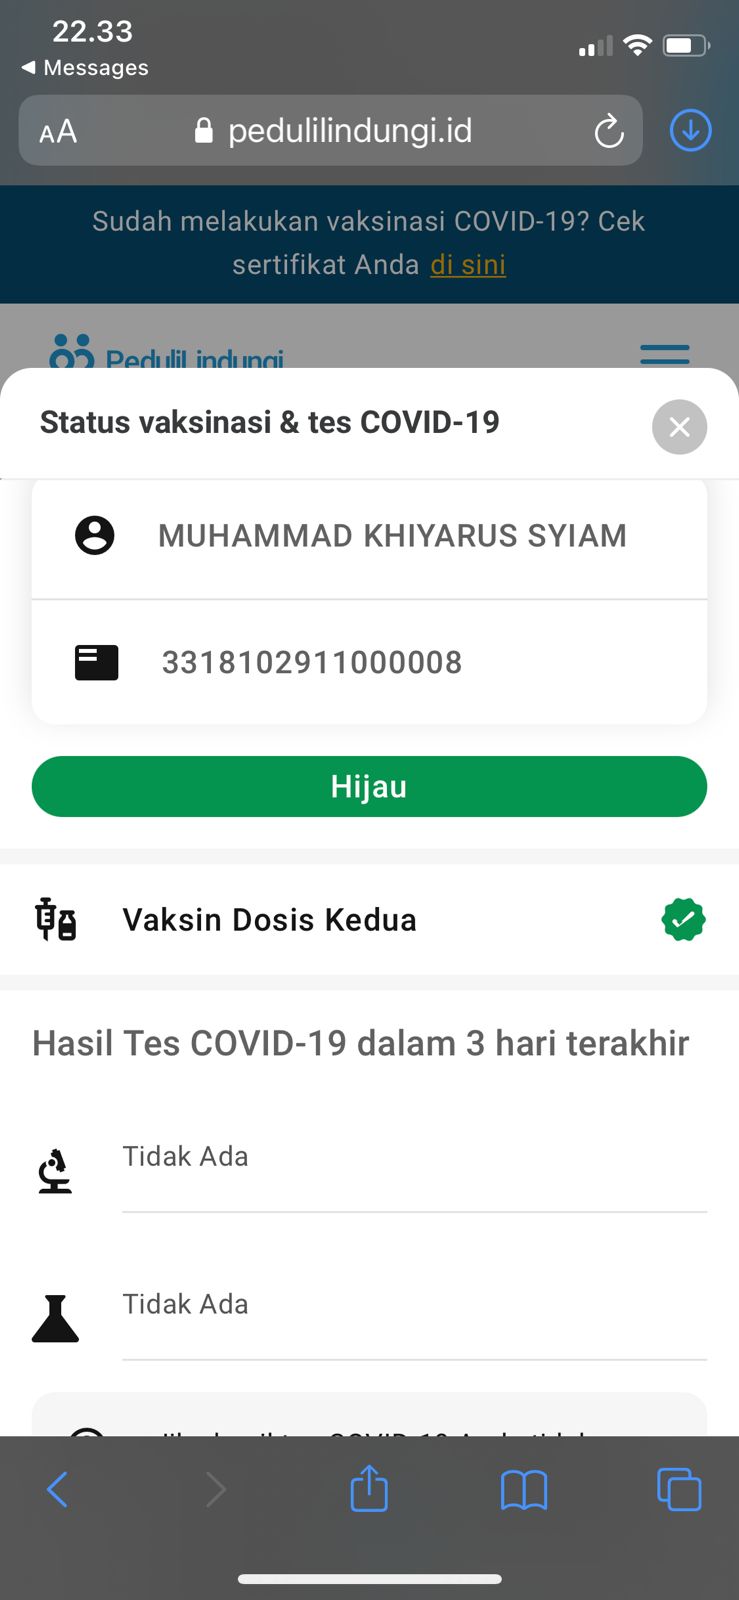 22.33
Messages
AA pedulilindungi.id
Sudah melakukan vaksinasi COVID-19? Cek
sertifikat Anda di sini
PeduliLindungi
Status vaksinasi & tes COVID-19
MUHAMMAD KHIYARUS SYIAM
3318102911000008
Hijau
Vaksin Dosis Kedua
Hasil Tes COVID-19 dalam 3 hari terakhir
Tidak Ada
Tidak Ada